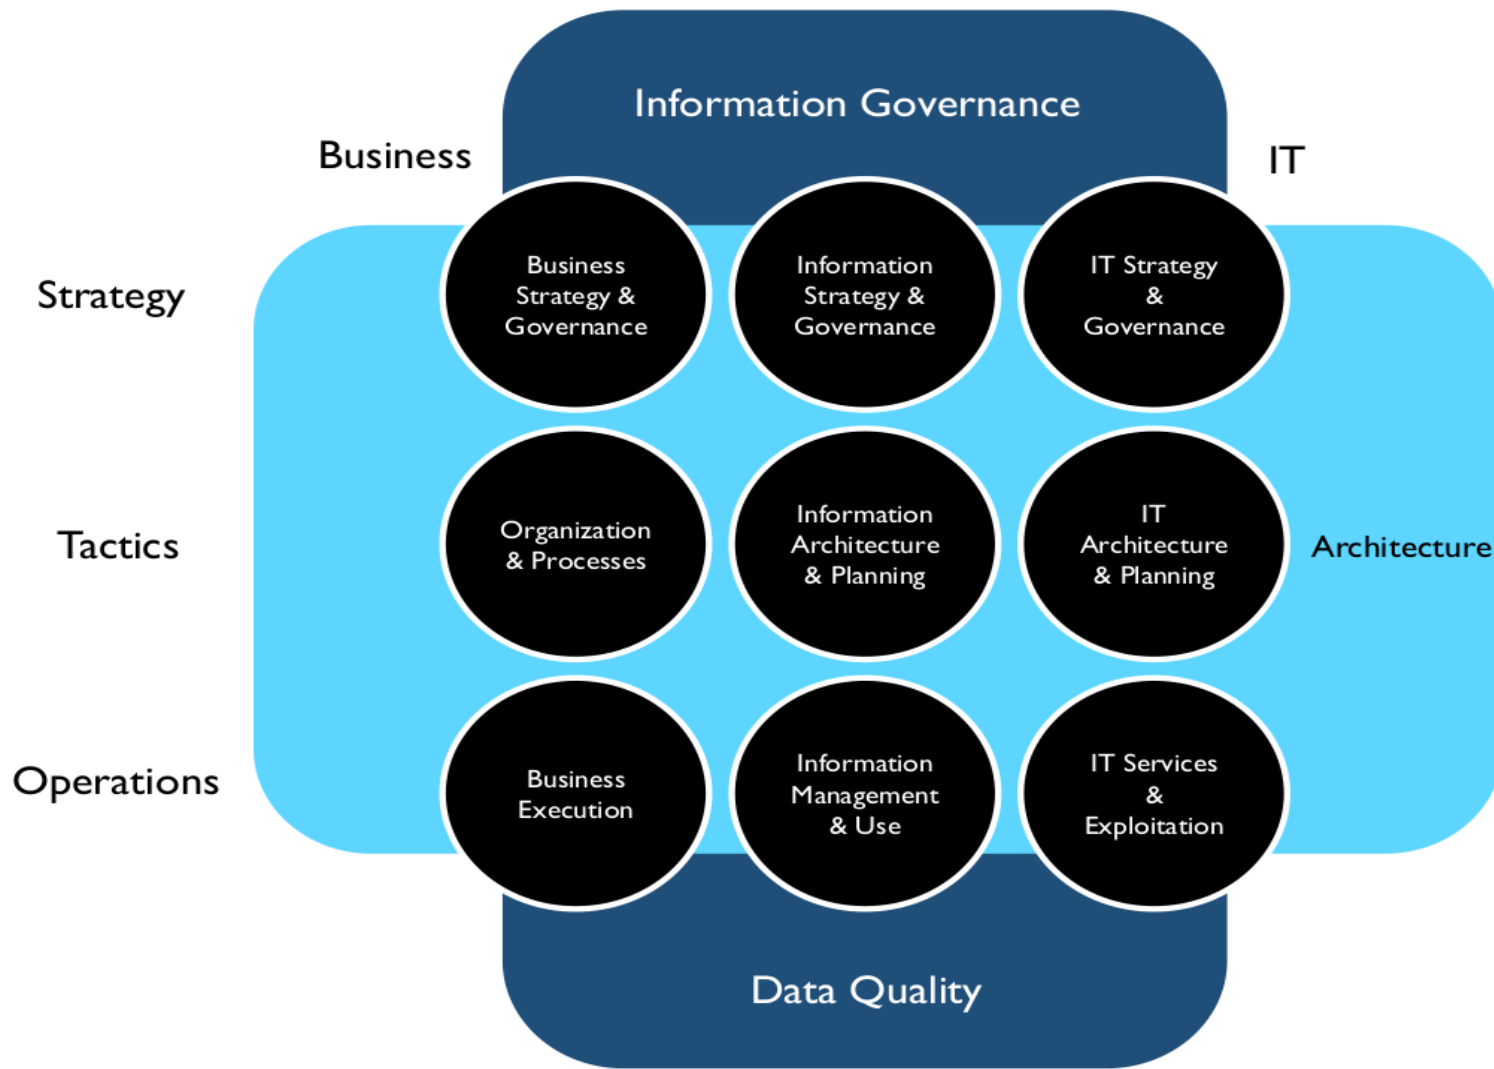 Information Governance
Business
IT
Strategy
Business
Strategy &
Governance
Information
Strategy &
Governance
IT Strategy
&
Governance
Tactics
Organization
& Processes
Information
Architecture
& Planning
IT
Architecture
& Planning
Architecture
Operations
Business
Execution
Information
Management
& Use
IT Services
&
Exploitation
Data Quality